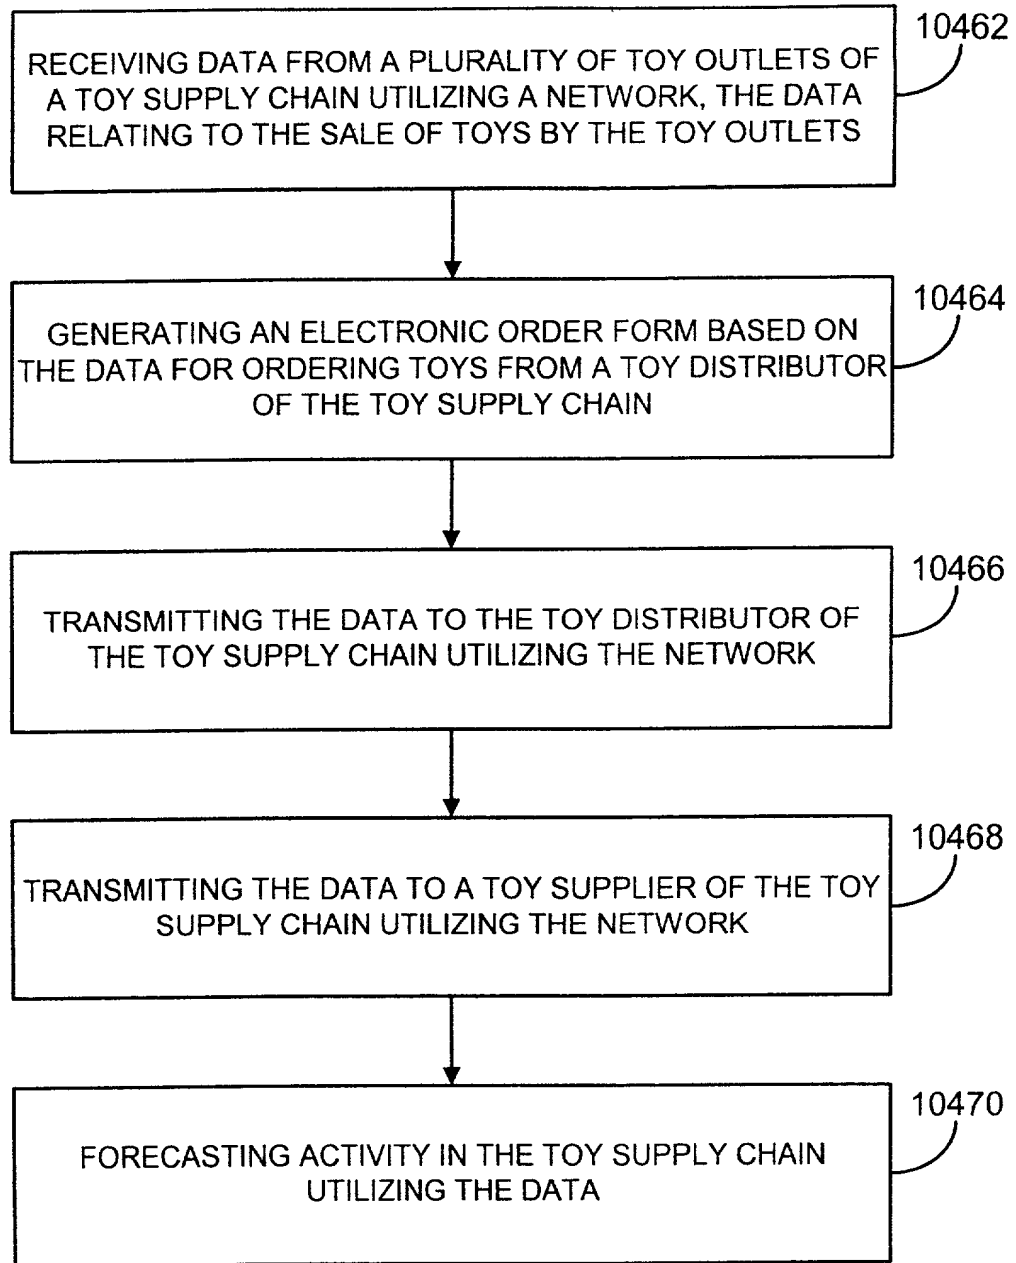 10462
RECEIVING DATA FROM A PLURALITY OF TOY OUTLETS OF
A TOY SUPPLY CHAIN UTILIZING A NETWORK, THE DATA
RELATING TO THE SALE OF TOYS BY THE TOY OUTLETS
10464
GENERATING AN ELECTRONIC ORDER FORM BASED ON
THE DATA FOR ORDERING TOYS FROM A TOY DISTRIBUTOR
OF THE TOY SUPPLY CHAIN
10466
TRANSMITTING THE DATA TO THE TOY DISTRIBUTOR OF
THE TOY SUPPLY CHAIN UTILIZING THE NETWORK
10468
TRANSMITTING THE DATA TO A TOY SUPPLIER OF THE TOY
SUPPLY CHAIN UTILIZING THE NETWORK
10470
FORECASTING ACTIVITY IN THE TOY SUPPLY CHAIN
UTILIZING THE DATA